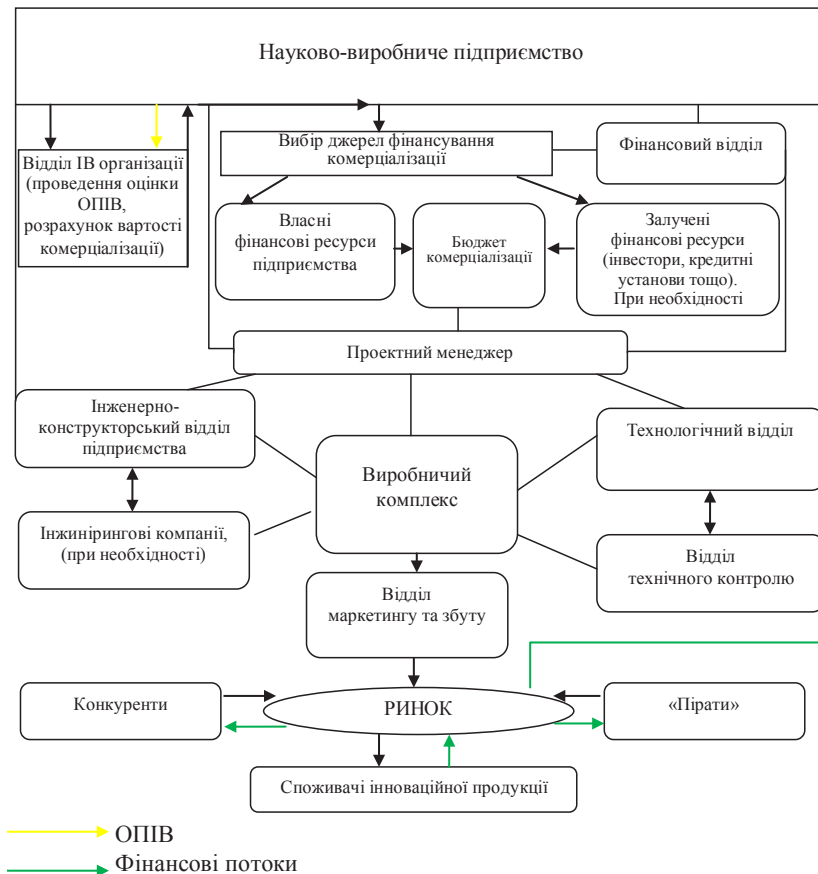 Науково-виробниче підприємство
Відділ ІВ організації
(проведення оцінки
ОПІВ,
розрахунок вартості
комерціалізації)
Вибір джерел фінансування
комерціалізації
Фінансовий відділ
Власні
фінансові ресурси
підприємства
Бюджет
комерціалізації
Залучені
фінансові ресурси
(інвестори, кредитні
установи тощо).
При необхідності
Проектний менеджер
Інженерно-
конструкторський відділ
підприємства
Виробничий
комплекс
Технологічний відділ
Інжинірингові компанії,
(при необхідності)
Відділ
технічного контролю
Відділ
маркетингу та збуту
Конкуренти
РИНОК
«Пірати»
Споживачі інноваційної продукції
ОПІВ
Фінансові потоки